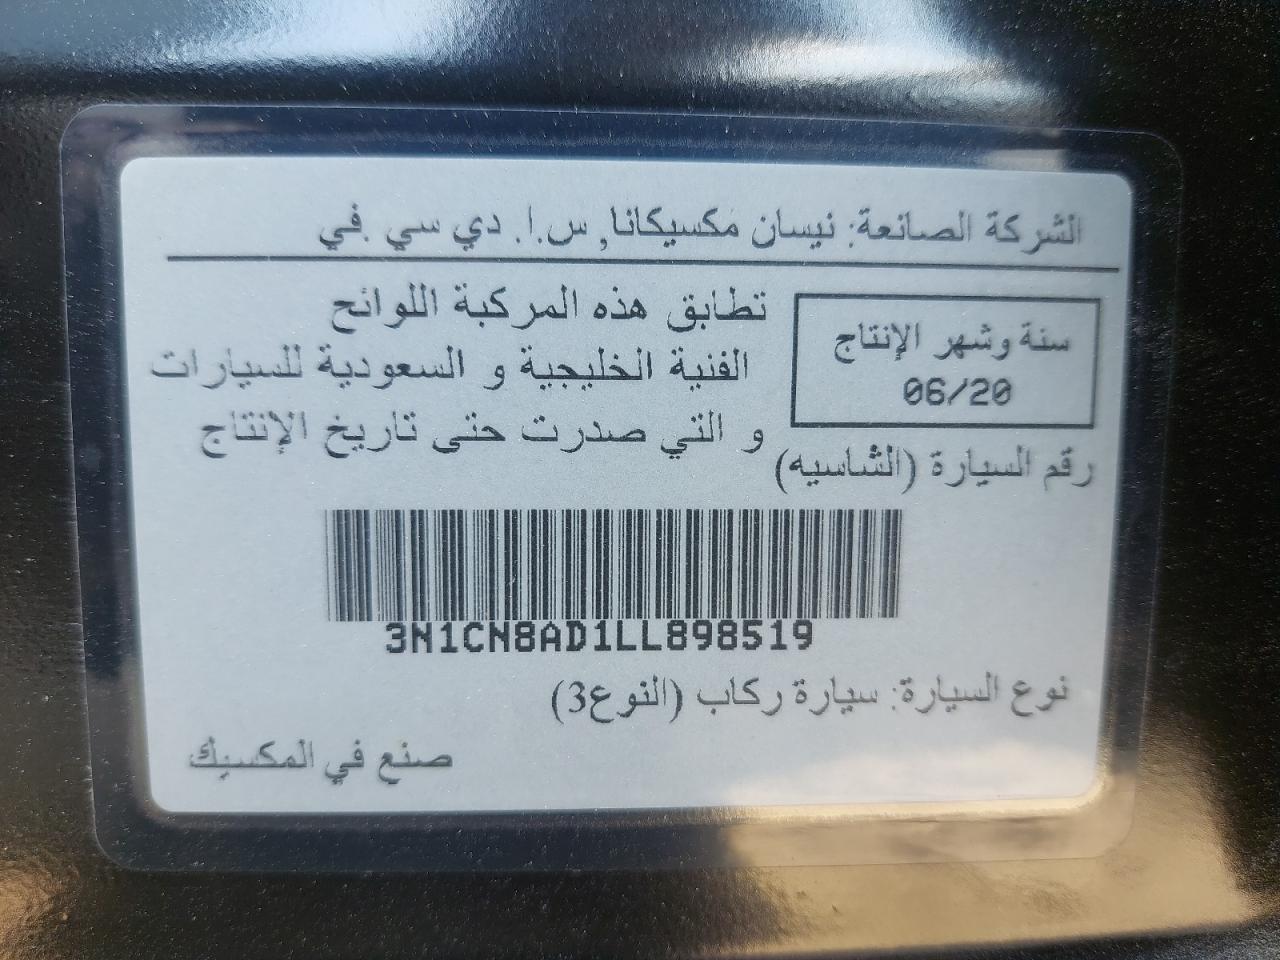 الشركة الصانعة: نيسان مكسيكانا, س.ا. دي سي .في
سنة وشهر الإنتاج
06/20
تطابق هذه المركبة اللوائح
الفنية الخليجية و السعودية للسيارات
و التي صدرت حتى تاريخ الإنتاج
رقم السيارة (الشاسيه)
3N1CN8AD1LL898519
نوع السيارة: سيارة ركاب (النوع3)
صنع في المكسيك